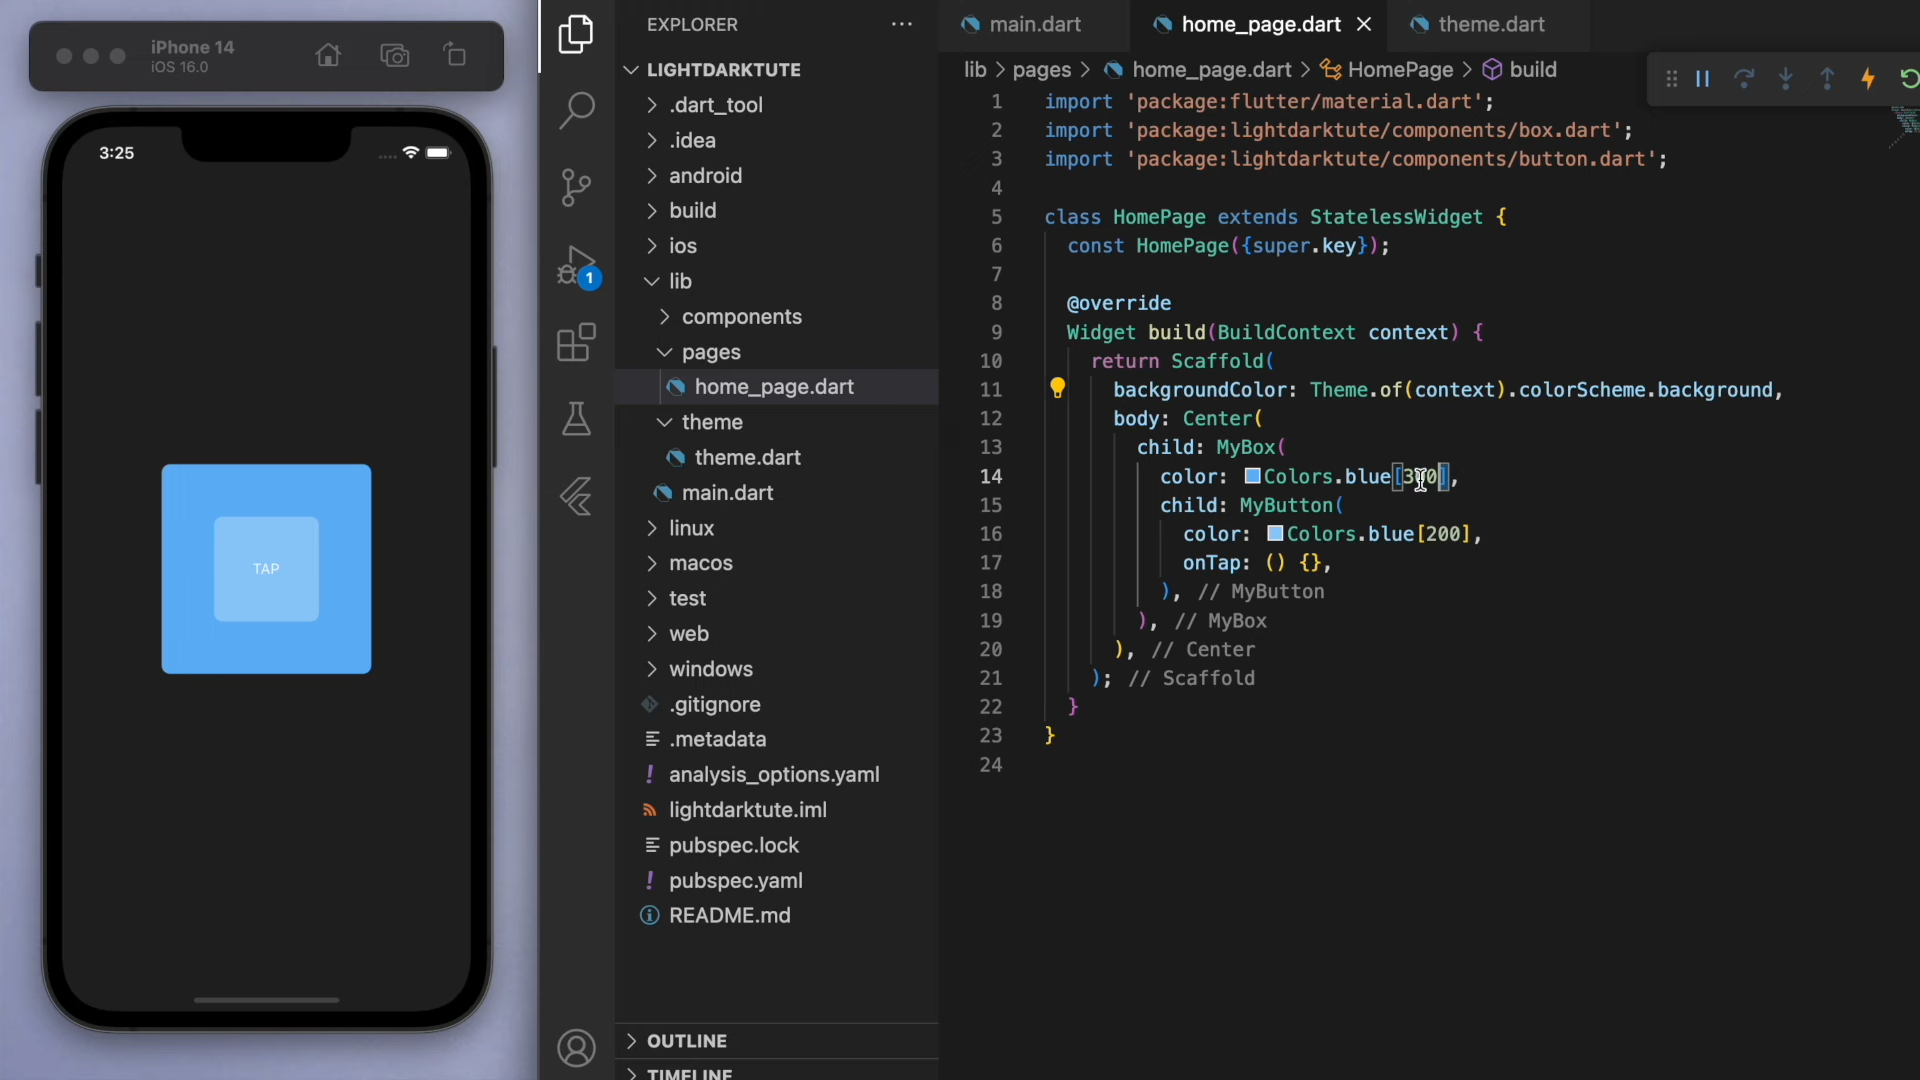 iPhone 14
iOS 16.0
3:25
TAP
1
EXPLORER
LIGHTDARKTUTE
.dart_tool
.idea
android
build
ios
lib
components
pages
home_page.dart
theme
theme.dart
main.dart
linux
macos
test
web
windows
.gitignore
.metadata
analysis_options.yaml
lightdarktute.iml
pubspec.lock
pubspec.yaml
README.md
OUTLINE
TIMELINE
main.dart
home_page.dart
theme.dart
lib > pages > home_page.dart > HomePage > build
1 import 'package:flutter/material.dart';
2 import 'package:lightdarktute/components/box.dart';
3 import 'package:lightdarktute/components/button.dart';
4
5 class HomePage extends StatelessWidget {
6 const HomePage({super.key});
7
8 @override
9 Widget build(BuildContext context) {
10 return Scaffold(
11 backgroundColor: Theme.of(context).colorScheme.background,
12 body: Center(
13 child: MyBox(
14 color: Colors.blue[300],
15 child: MyButton(
16 color: Colors.blue[200],
17 onTap: () {},
18 ), // MyButton
19 ), // MyBox
20 ), // Center
21 ); // Scaffold
22 }
23 }
24